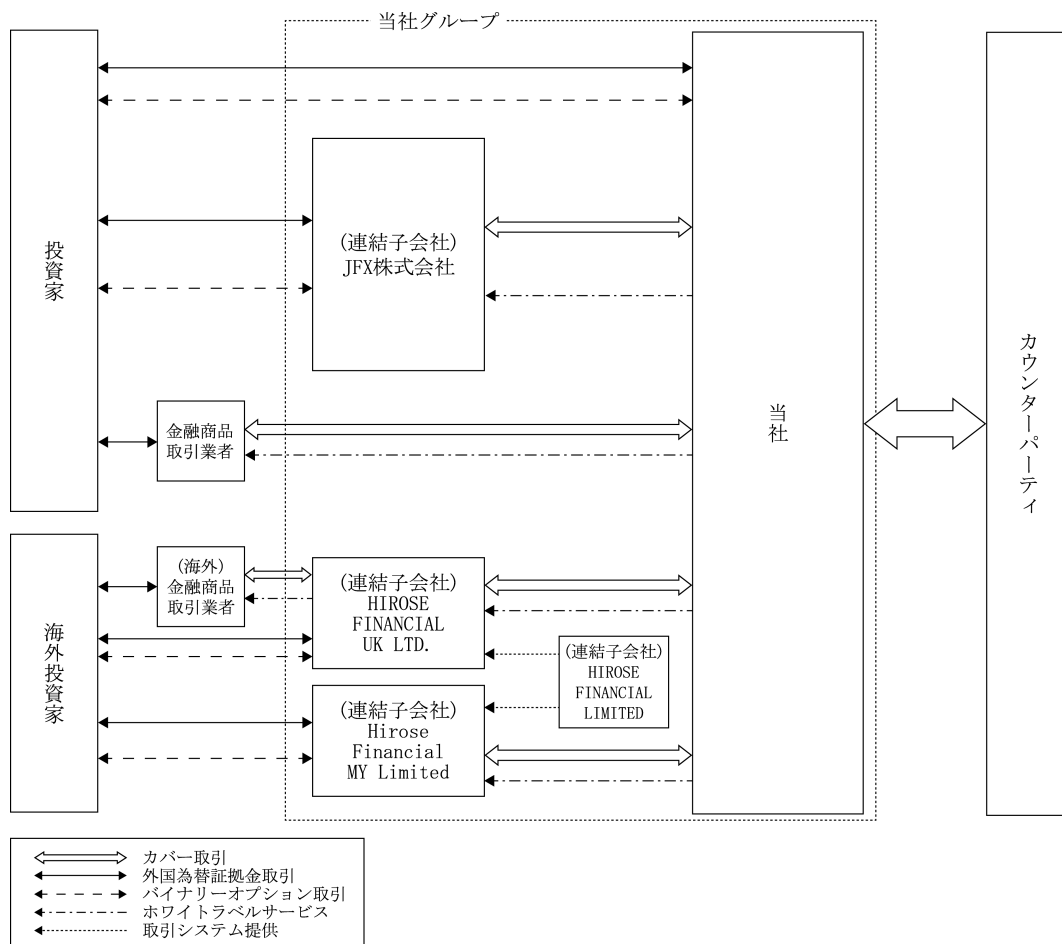 当社グループ
投資家
(連結子会社)
JFX株式会社
金融商品
取引業者
当社
カウンターパーティ
海外投資家
(海外)
金融商品
取引業者
(連結子会社)
HIROSE
FINANCIAL
UK LTD.
(連結子会社)
HIROSE
FINANCIAL
LIMITED
(連結子会社)
Hirose
Financial
MY Limited
カバー取引
外国為替証拠金取引
バイナリーオプション取引
ホワイトラベルサービス
取引システム提供